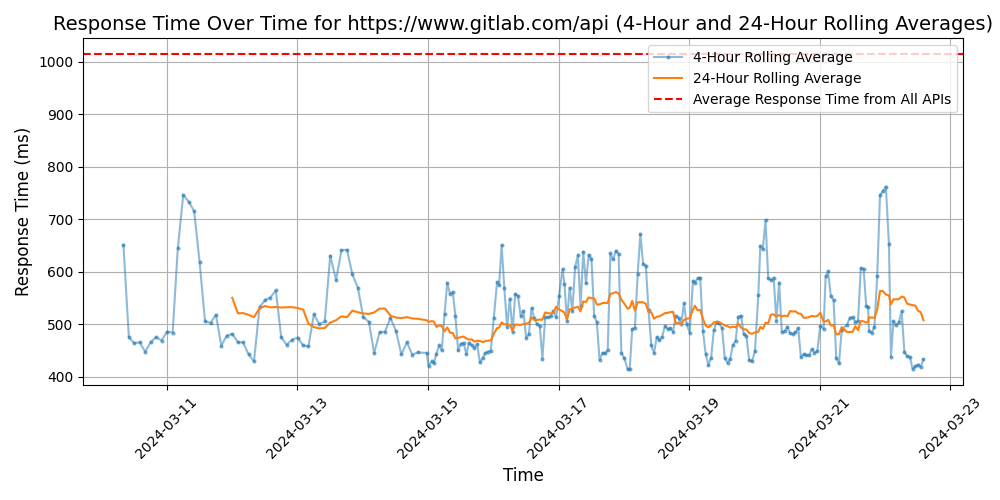 Response Time Over Time for https://www.gitlab.com/api (4-Hour and 24-Hour Rolling Averages)
4-Hour Rolling Average
24-Hour Rolling Average
Average Response Time from All APIs
Response Time (ms)
1000
900
800
700
600
500
400
2024-03-11
2024-03-13
2024-03-15
2024-03-17
2024-03-19
2024-03-21
2024-03-23
Time